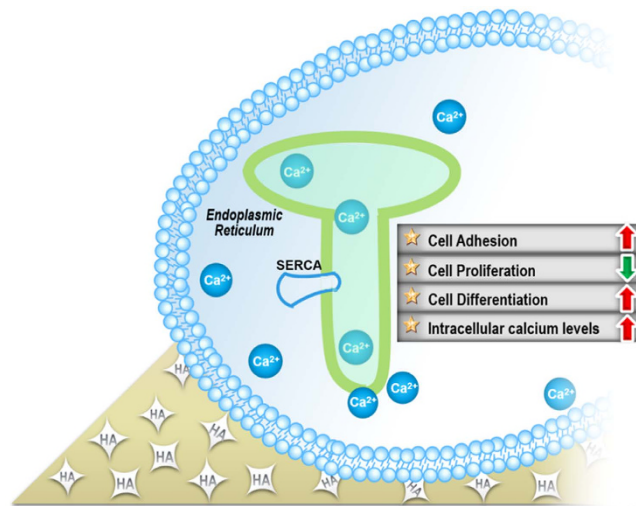 Ca2+
Ca2+
Ca2+
Endoplasmic
Reticulum
Cell Adhesion
SERCA
Ca2+
Cell Proliferation
Cell Differentiation
Intracellular calcium levels
Ca2+
Ca2+
Ca2+
Ca2+
Ca2+
HA
HA
HA
HA
HA
HA
HA
HA
HA
HA
HA
HA
HA
HA